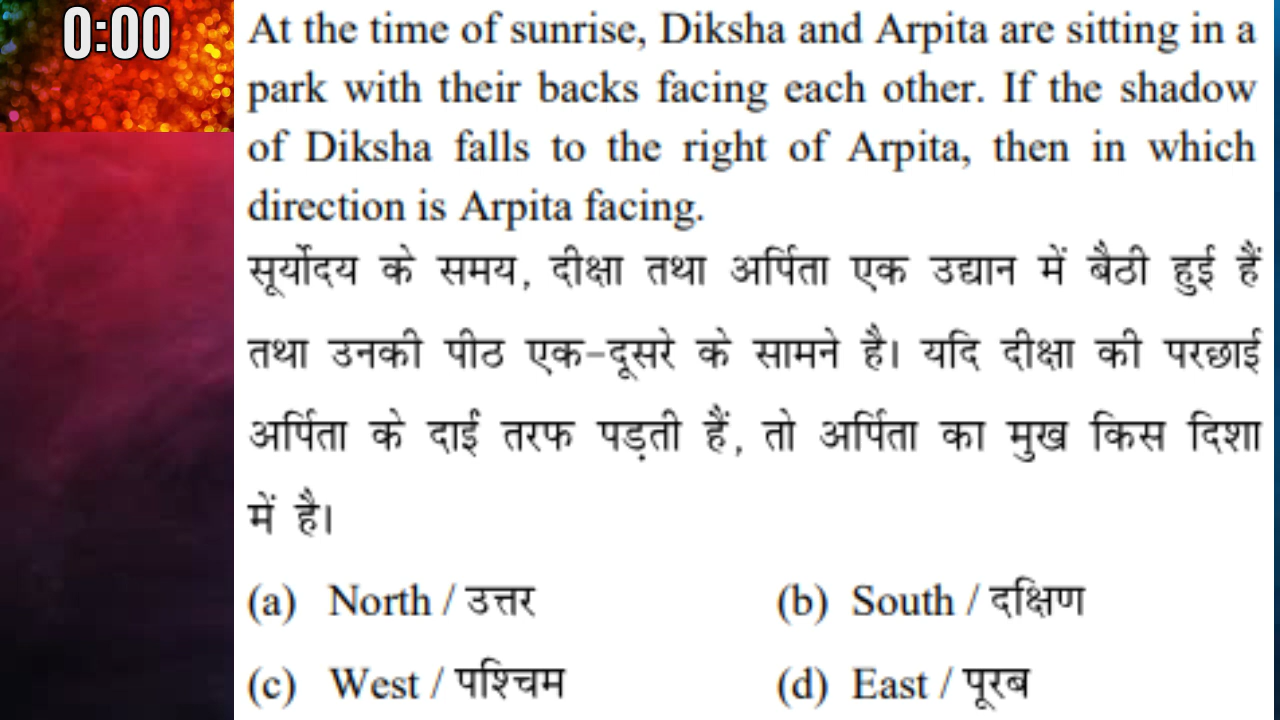 0:00
At the time of sunrise, Diksha and Arpita are sitting in a
park with their backs facing each other. If the shadow
of Diksha falls to the right of Arpita, then in which
direction is Arpita facing.
सूर्योदय के समय, दीक्षा तथा अर्पिता एक उद्यान में बैठी हुई हैं
तथा उनकी पीठ एक-दूसरे के सामने है। यदि दीक्षा की परछाई
अर्पिता के दाईं तरफ पड़ती हैं, तो अर्पिता का मुख किस दिशा
में है।
(a) North / उत्तर (b) South / दक्षिण
(c) West / पश्चिम (d) East / पूरब